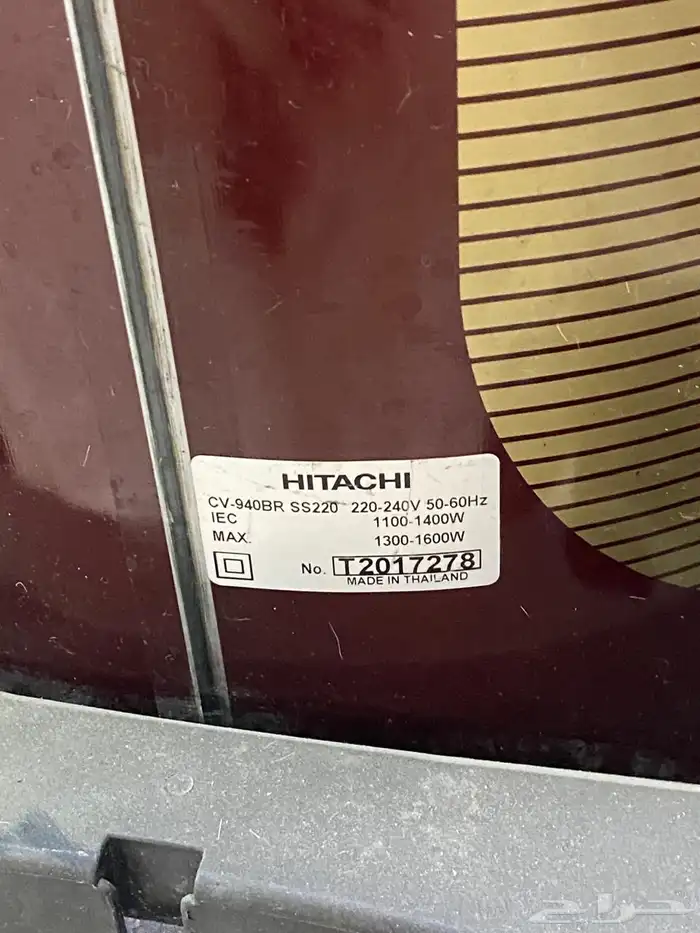 HITACHI
CV-940BR SS220 220-240V 50-60Hz
IEC 1100-1400W
MAX. 1300-1600W
No. T2017278
MADE IN THAILAND
حراج